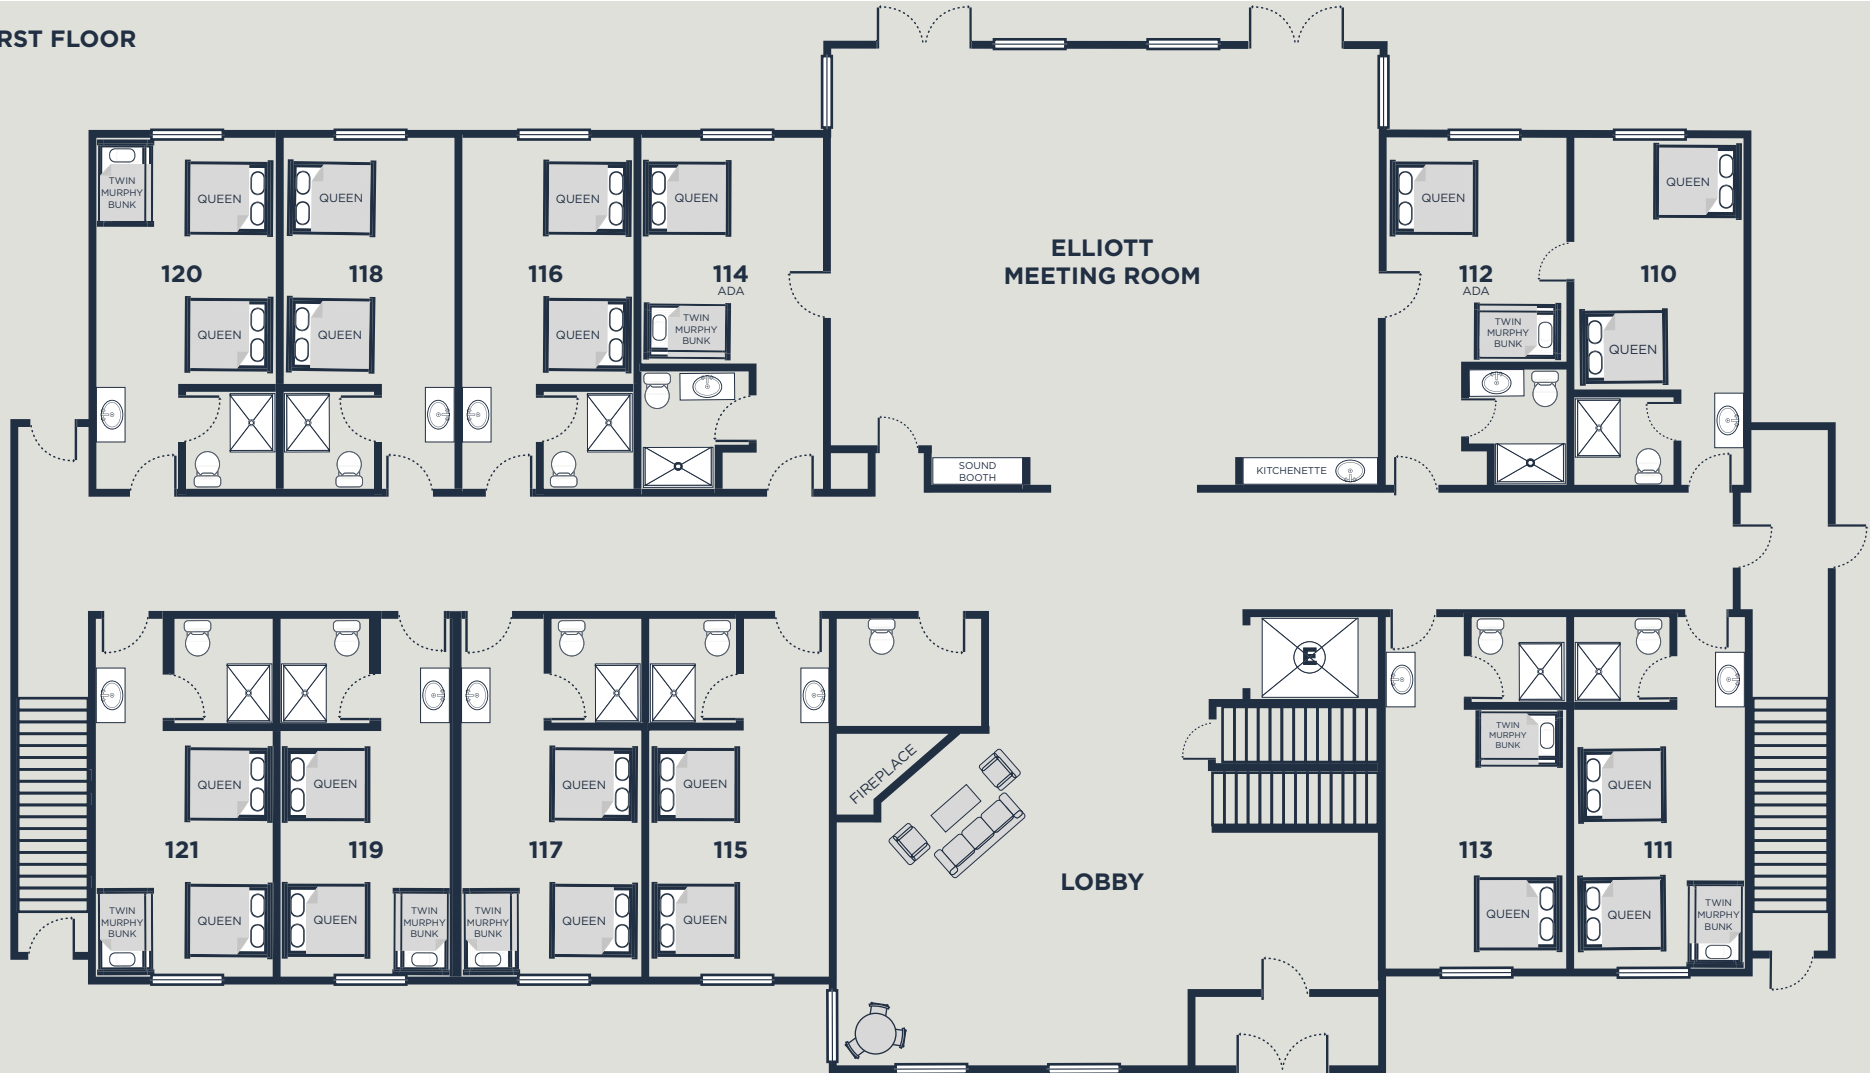 RST FLOOR
TWIN
MURPHY
BUNK
QUEEN
QUEEN
120
QUEEN
QUEEN
118
QUEEN
QUEEN
116
QUEEN
114
ADA
TWIN
MURPHY
BUNK
ELLIOTT
MEETING ROOM
SOUND
BOOTH
KITCHENETTE
QUEEN
112
ADA
TWIN
MURPHY
BUNK
QUEEN
110
QUEEN
QUEEN
121
TWIN
MURPHY
BUNK
QUEEN
QUEEN
119
QUEEN
TWIN
MURPHY
BUNK
QUEEN
117
TWIN
MURPHY
BUNK
QUEEN
QUEEN
115
QUEEN
FIREPLACE
LOBBY
E
TWIN
MURPHY
BUNK
113
QUEEN
QUEEN
111
QUEEN
TWIN
MURPHY
BUNK